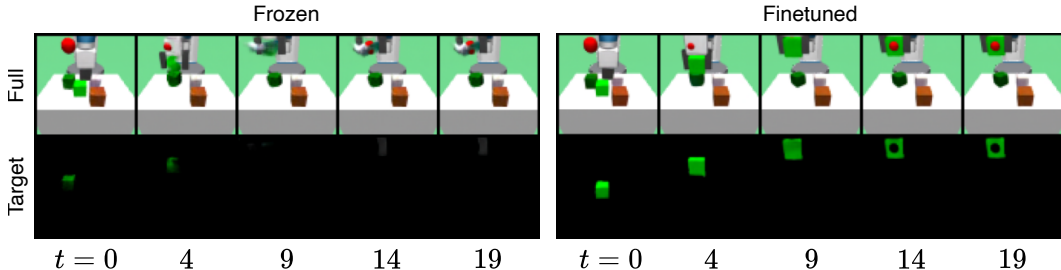 Frozen
Finetuned
Full
Target
t = 0 4 9 14 19
t = 0 4 9 14 19